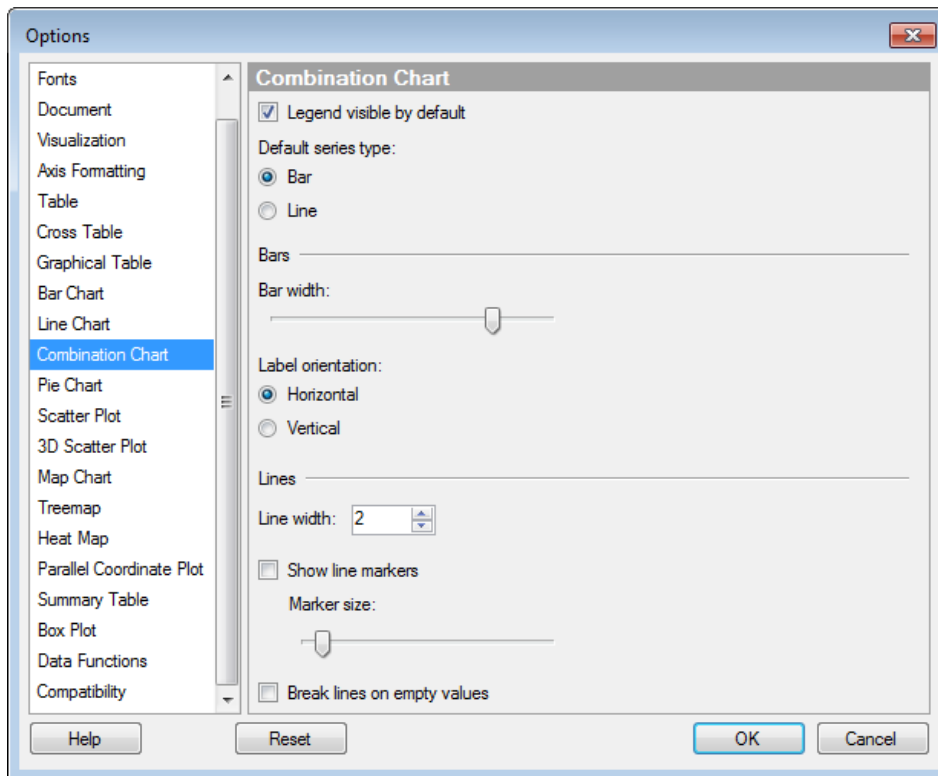 Options
Fonts
Document
Visualization
Axis Formatting
Table
Cross Table
Graphical Table
Bar Chart
Line Chart
Combination Chart
Pie Chart
Scatter Plot
3D Scatter Plot
Map Chart
Treemap
Heat Map
Parallel Coordinate Plot
Summary Table
Box Plot
Data Functions
Compatibility
Combination Chart
Legend visible by default
Default series type:
Bar
Line
Bars
Bar width:
Label orientation:
Horizontal
Vertical
Lines
Line width: 2
Show line markers
Marker size:
Break lines on empty values
Help Reset OK Cancel